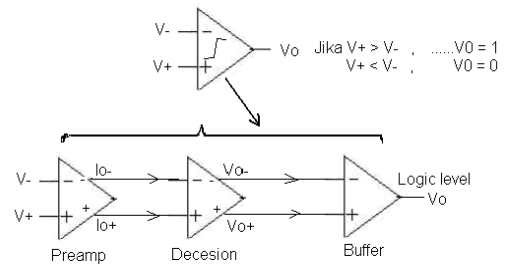 V-
V+
Vo
Jika V+ > V- , ......V0 = 1
V+ < V- , V0 = 0
V-
V+
Io-
Io+
Vo-
Vo+
Logic level
Vo
Preamp
Decesion
Buffer